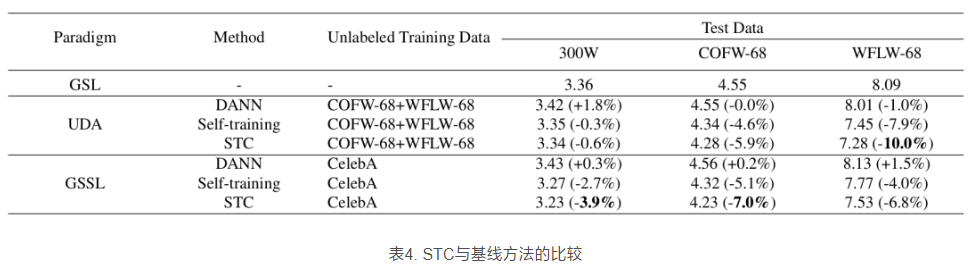 Paradigm Method Unlabeled Training Data Test Data
300W COFW-68 WFLW-68
GSL - - 3.36 4.55 8.09
UDA DANN COFW-68+WFLW-68 3.42 (+1.8%) 4.55 (-0.0%) 8.01 (-1.0%)
Self-training COFW-68+WFLW-68 3.35 (-0.3%) 4.34 (-4.6%) 7.45 (-7.9%)
STC COFW-68+WFLW-68 3.34 (-0.6%) 4.28 (-5.9%) 7.28 (-10.0%)
GSSL DANN CelebA 3.43 (+0.3%) 4.56 (+0.2%) 8.13 (+1.5%)
Self-training CelebA 3.27 (-2.7%) 4.32 (-5.1%) 7.77 (-4.0%)
STC CelebA 3.23 (-3.9%) 4.23 (-7.0%) 7.53 (-6.8%)
表4. STC与基线方法的比较